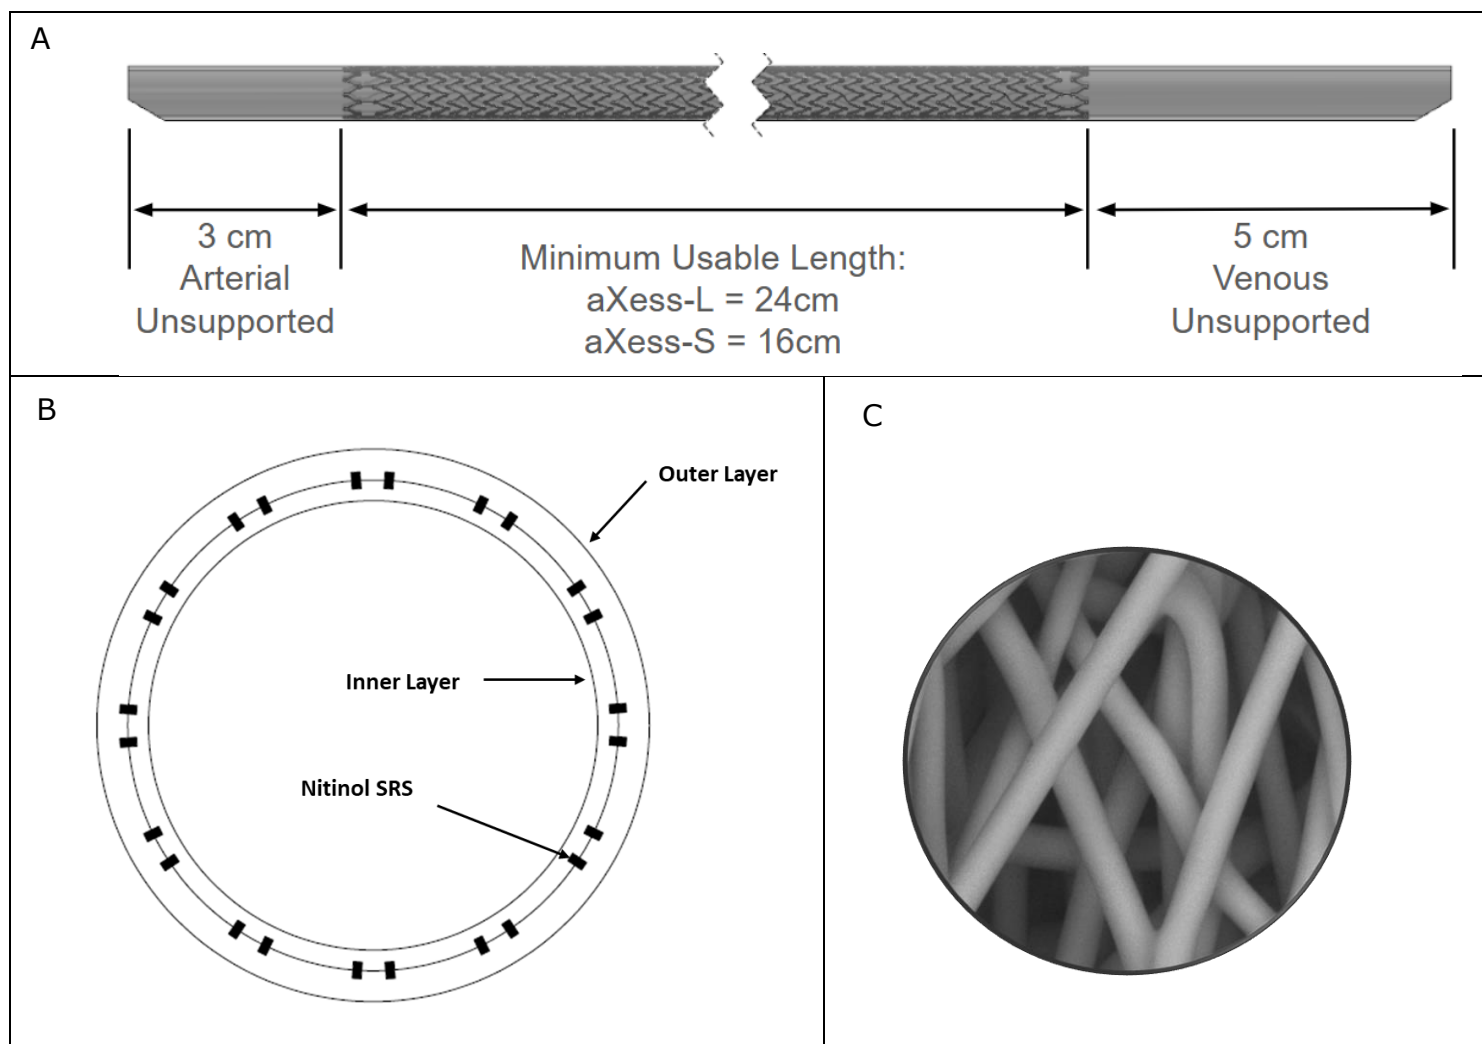 A
3 cm
Arterial
Unsupported
Minimum Usable Length:
aXess-L = 24cm
aXess-S = 16cm
5 cm
Venous
Unsupported
B
Outer Layer
Inner Layer
Nitinol SRS
C